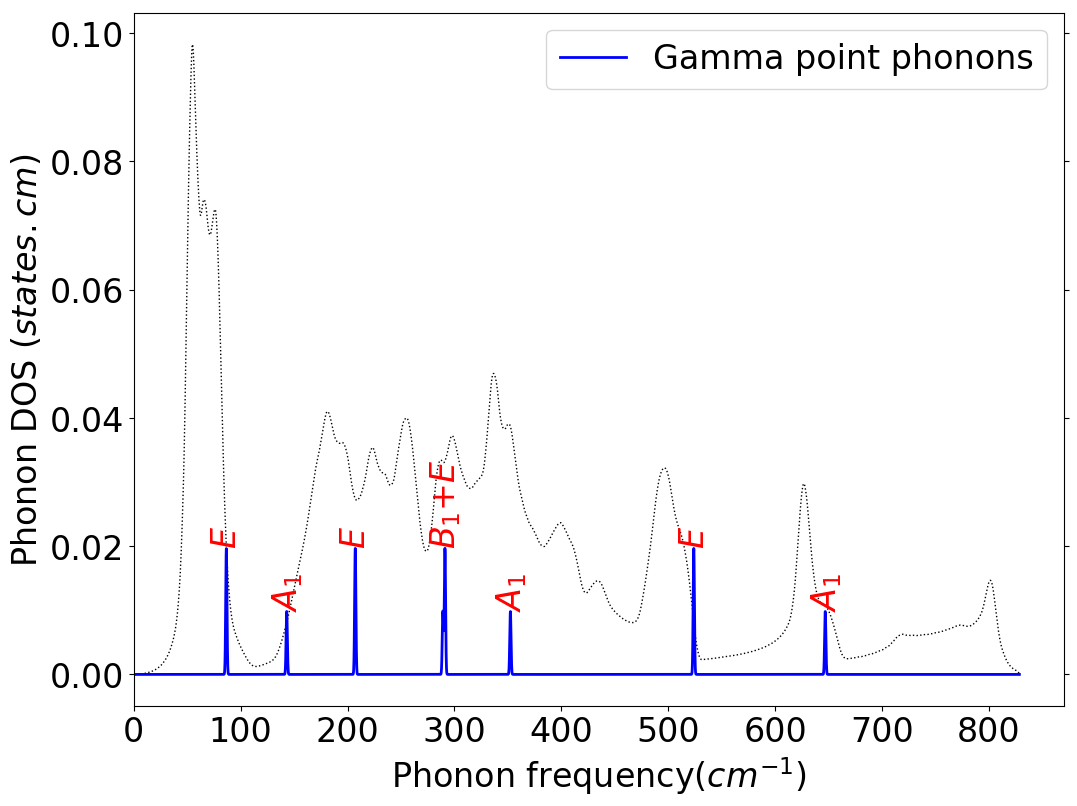 Gamma point phonons
Phonon DOS (states.cm)
0.10
0.08
0.06
0.04
0.02
0.00
E
A₁
E
B₁+E
A₁
E
A₁
0 100 200 300 400 500 600 700 800
Phonon frequency(cm⁻¹)